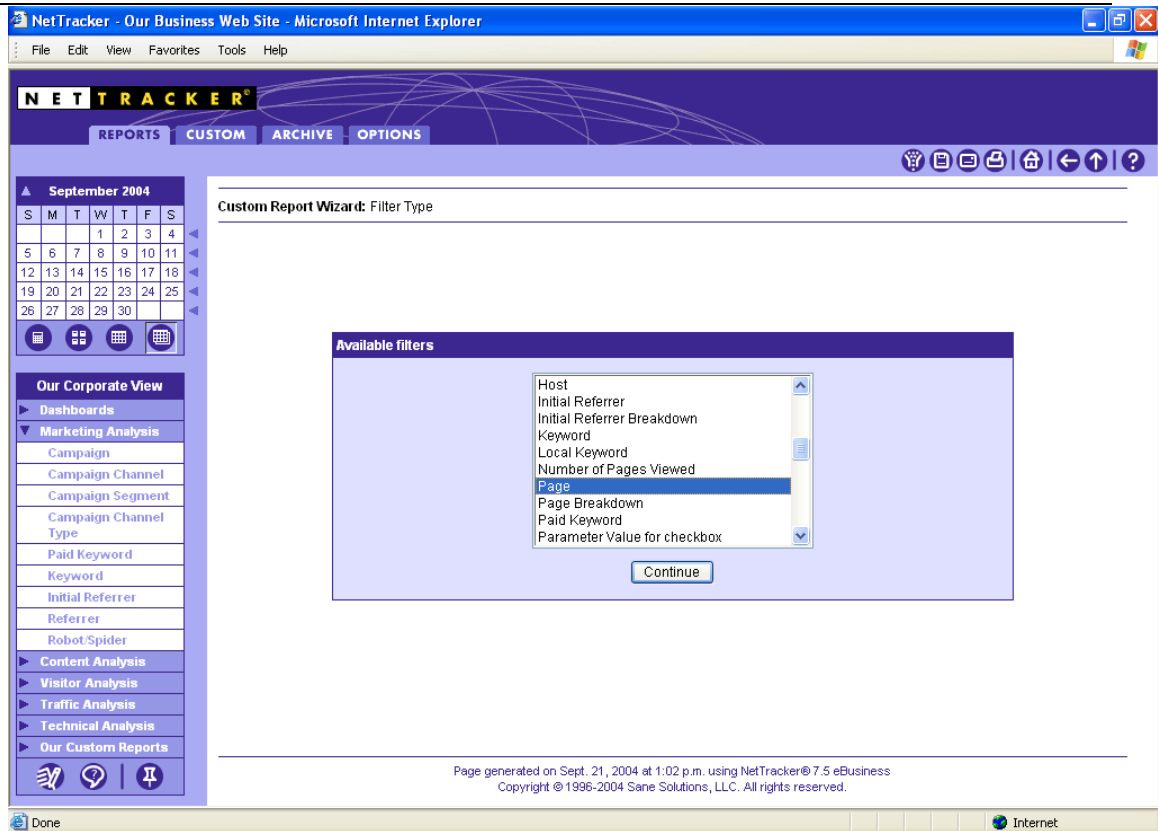 NetTracker - Our Business Web Site - Microsoft Internet Explorer
File Edit View Favorites Tools Help
NETTRACKER®
REPORTS CUSTOM ARCHIVE OPTIONS
September 2004
S M T W T F S
1 2 3 4
5 6 7 8 9 10 11
12 13 14 15 16 17 18
19 20 21 22 23 24 25
26 27 28 29 30
Our Corporate View
Dashboards
Marketing Analysis
Campaign
Campaign Channel
Campaign Segment
Campaign Channel
Type
Paid Keyword
Keyword
Initial Referrer
Referrer
Robot/Spider
Content Analysis
Visitor Analysis
Traffic Analysis
Technical Analysis
Our Custom Reports
Custom Report Wizard: Filter Type
Available filters
Host
Initial Referrer
Initial Referrer Breakdown
Keyword
Local Keyword
Number of Pages Viewed
Page
Page Breakdown
Paid Keyword
Parameter Value for checkbox
Continue
Page generated on Sept. 21, 2004 at 1:02 p.m. using NetTracker® 7.5 eBusiness
Copyright © 1996-2004 Sane Solutions, LLC. All rights reserved.
Done
Internet